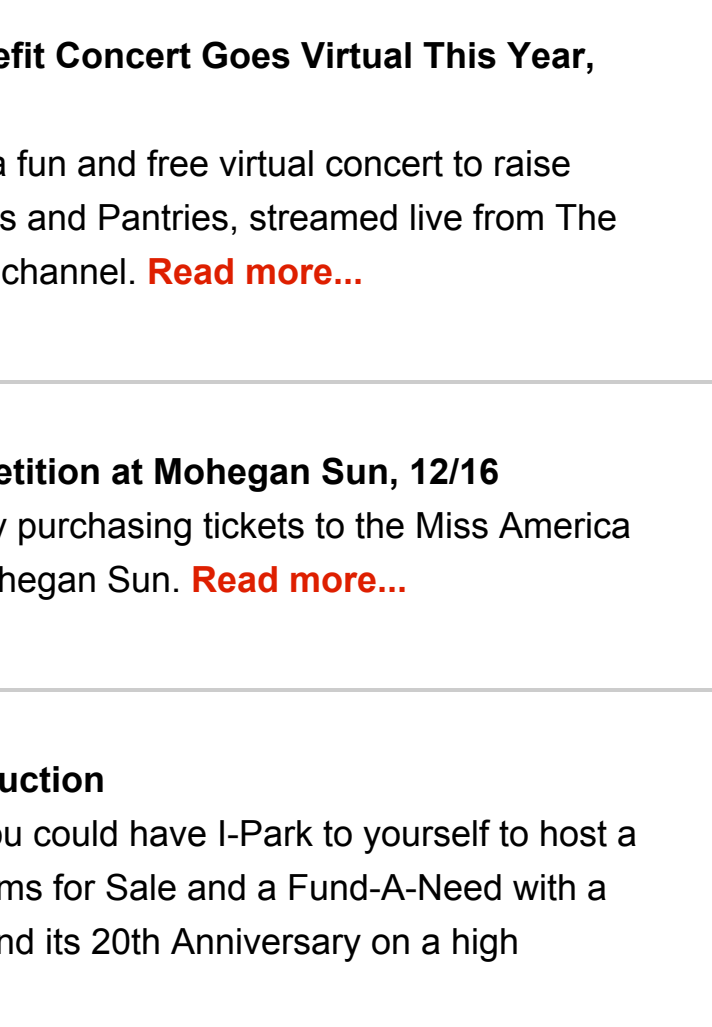 efit Concert Goes Virtual This Year,
a fun and free virtual concert to raise
s and Pantries, streamed live from The
channel. Read more...
etition at Mohegan Sun, 12/16
y purchasing tickets to the Miss America
hegan Sun. Read more...
uction
ou could have I-Park to yourself to host a
ms for Sale and a Fund-A-Need with a
nd its 20th Anniversary on a high